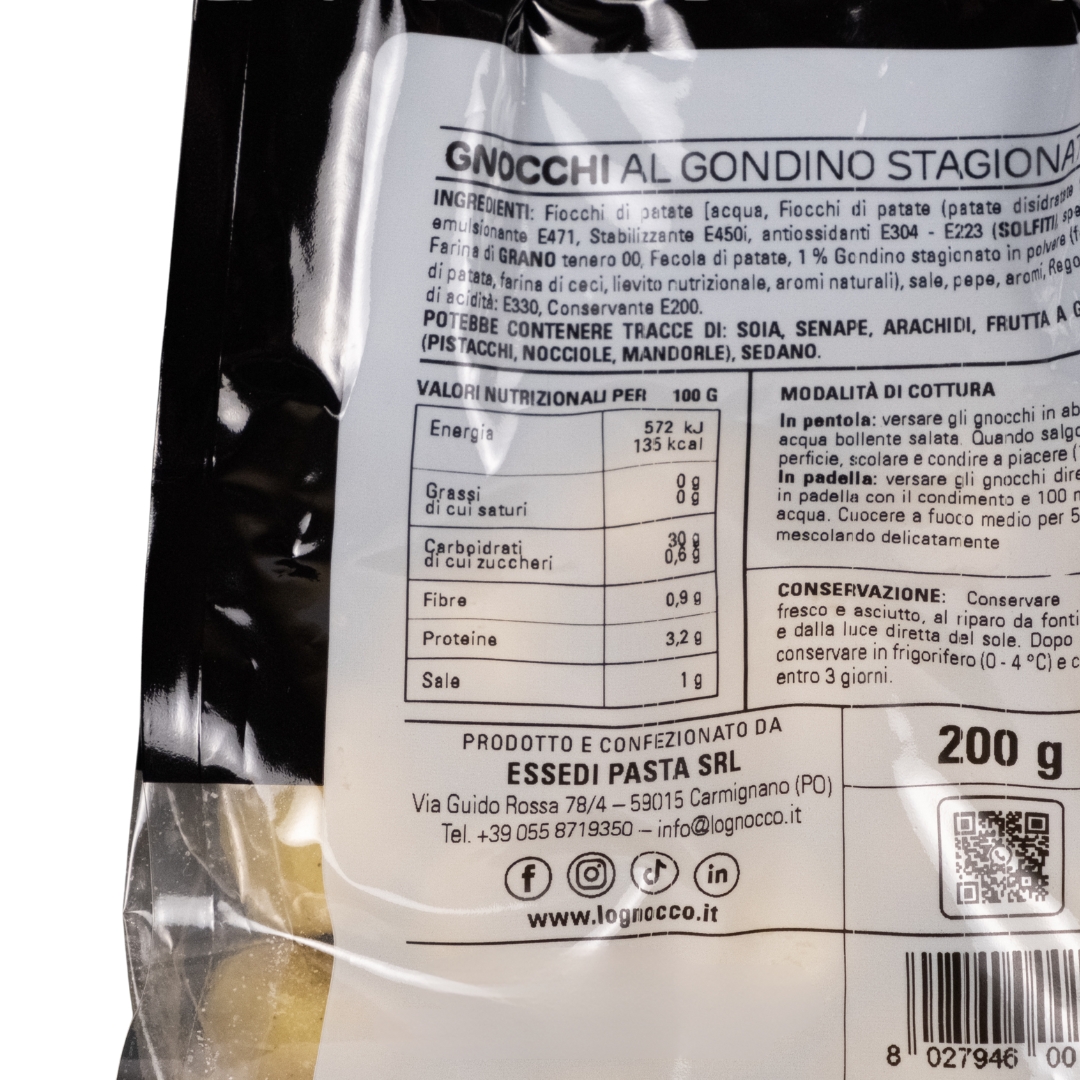 GNOCCHI AL GONDINO STAGIONA
INGREDIENTI: Fiocchi di patate [acqua, Fiocchi di patate (patate disidratate
emulsionante E471, Stabilizzante E450i, antiossidanti E304 - E223 (SOLFITI)
Farina di GRANO tenero 00, Fecola di patate, 1 % Gondino stagionato in polvere
di patata, farina di ceci, lievito nutrizionale, aromi naturali), sale, pepe, aromi, Rego
di acidità: E330, Conservante E200.
POTEBBE CONTENERE TRACCE DI: SOIA, SENAPE, ARACHIDI, FRUTTA A G
(PISTACCHI, NOCCIOLE, MANDORLE), SEDANO.
VALORI NUTRIZIONALI PER 100 G
Energia 572 kJ
135 kcal
Grassi 0 g
di cui saturi 0 g
Carboidrati 30 g
di cui zuccheri 0,6 g
Fibre 0,9 g
Proteine 3,2 g
Sale 1 g
MODALITÀ DI COTTURA
In pentola: versare gli gnocchi in ab
acqua bollente salata. Quando salgo
perficie, scolare e condire a piacere (
In padella: versare gli gnocchi dire
in padella con il condimento e 100 m
acqua. Cuocere a fuoco medio per 5
mescolando delicatamente
CONSERVAZIONE: Conservare
fresco e asciutto, al riparo da fonti
e dalla luce diretta del sole. Dopo
conservare in frigorifero (0 - 4 °C) e c
entro 3 giorni.
PRODOTTO E CONFEZIONATO DA
ESSEDI PASTA SRL
Via Guido Rossa 78/4 – 59015 Carmignano (PO)
Tel. +39 055 8719350 – info@lognocco.it
www.lognocco.it
200 g
8 027946 00